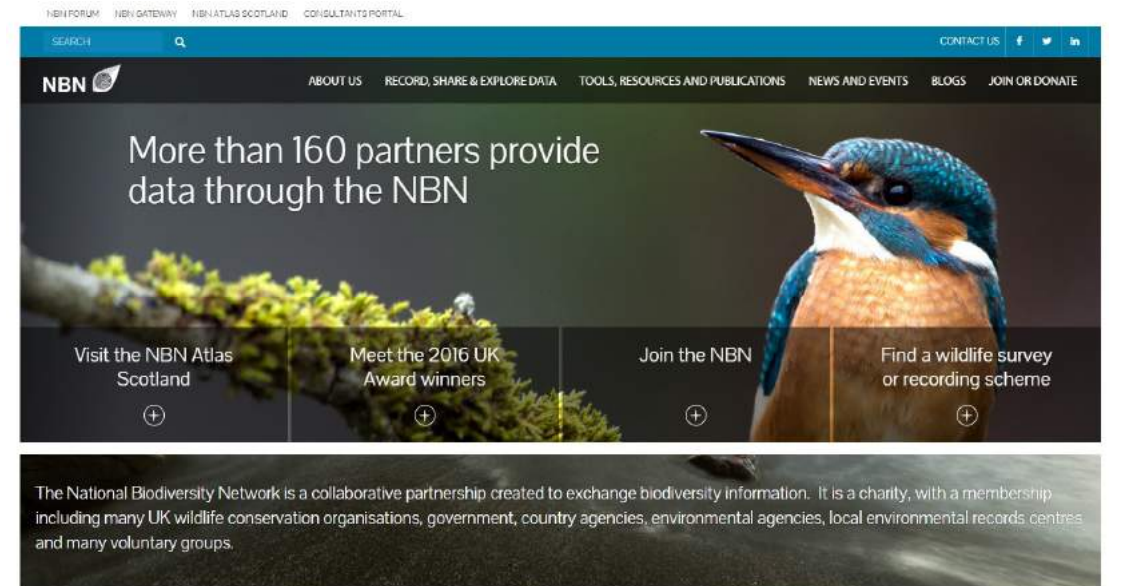 NBN FORUM NBN GATEWAY NBN ATLAS SCOTLAND CONSULTANTS PORTAL
SEARCH CONTACT US f in
NBN ABOUT US RECORD, SHARE & EXPLORE DATA TOOLS, RESOURCES AND PUBLICATIONS NEWS AND EVENTS BLOGS JOIN OR DONATE
More than 160 partners provide
data through the NBN
Visit the NBN Atlas
Scotland
Meet the 2016 UK
Award winners
Join the NBN
Find a wildlife survey
or recording scheme
The National Biodiversity Network is a collaborative partnership created to exchange biodiversity information. It is a charity, with a membership
including many UK wildlife conservation organisations, government, country agencies, environmental agencies, local environmental records centres
and many voluntary groups.